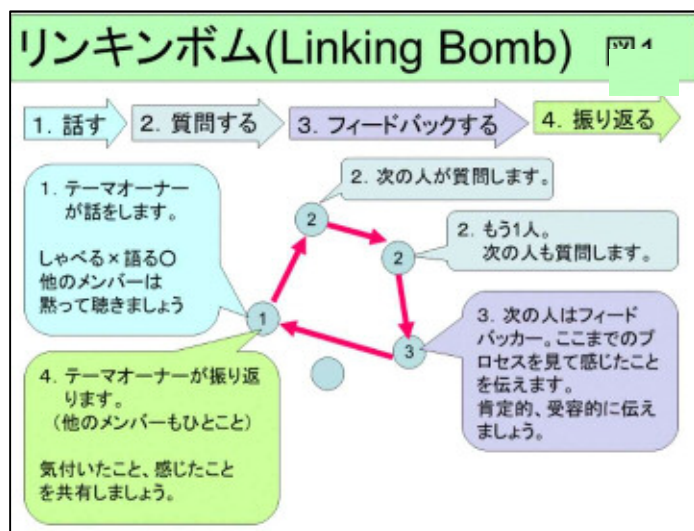 リンキンボム(Linking Bomb)
1. 話す
2. 質問する
3. フィードバックする
4. 振り返る
1. テーマオーナー
が話をします。
しゃべる×語る〇
他のメンバーは
黙って聴きましょう
2. 次の人が質問します。
2. もう1人。
次の人も質問します。
3. 次の人はフィード
バッカー。ここまでのプ
ロセスを見て感じたこと
を伝えます。
肯定的、受容的に伝え
ましょう。
4. テーマオーナーが振り返
ります。
(他のメンバーもひとこと)
気付いたこと、感じたこと
を共有しましょう。
1
2
2
3